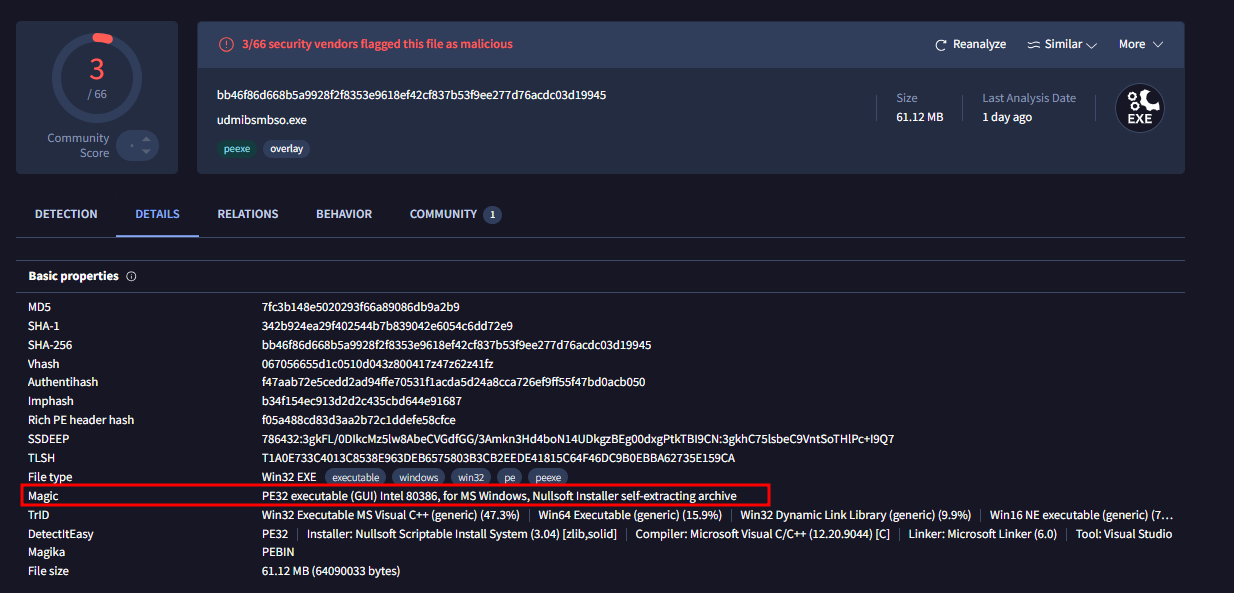 3
/ 66
Community
Score
3/66 security vendors flagged this file as malicious
Reanalyze Similar More
bb46f86d668b5a9928f2f8353e9618ef42cf837b53f9ee277d76acdc03d19945
udmibsmbso.exe
peexe overlay
Size
61.12 MB
Last Analysis Date
1 day ago
EXE
DETECTION DETAILS RELATIONS BEHAVIOR COMMUNITY 1
Basic properties
MD5 7fc3b148e5020293f66a89086db9a2b9
SHA-1 342b924ea29f402544b7b839042e6054c6dd72e9
SHA-256 bb46f86d668b5a9928f2f8353e9618ef42cf837b53f9ee277d76acdc03d19945
Vhash 067056655d1c0510d043z800417z47z62z41fz
Authentihash f47aab72e5cedd2ad94ffe70531f1acda5d24a8cca726ef9ff55f47bd0acb050
Imphash b34f154ec913d2d2c435cbd644e91687
Rich PE header hash f05a488cd83d3aa2b72c1ddefe58cfce
SSDEEP 786432:3gkFL/0DIkcMz5lw8AbeCVGdfGG/3Amkn3Hd4boN14UDkgzBEg00dxgPtkTBI9CN:3gkhC75lsbeC9VntSoTHlPc+I9Q7
TLSH T1A0E733C4013C8538E963DEB6575803B3CB2EEDE41815C64F46DC9B0EBBA62735E159CA
File type Win32 EXE executable windows win32 pe peexe
Magic PE32 executable (GUI) Intel 80386, for MS Windows, Nullsoft Installer self-extracting archive
TrID Win32 Executable MS Visual C++ (generic) (47.3%) Win64 Executable (generic) (15.9%) Win32 Dynamic Link Library (generic) (9.9%) Win16 NE executable (generic) (7…
DetectItEasy PE32 Installer: Nullsoft Scriptable Install System (3.04) [zlib,solid] Compiler: Microsoft Visual C/C++ (12.20.9044) [C] Linker: Microsoft Linker (6.0) Tool: Visual Studio
Magika PEBIN
File size 61.12 MB (64090033 bytes)